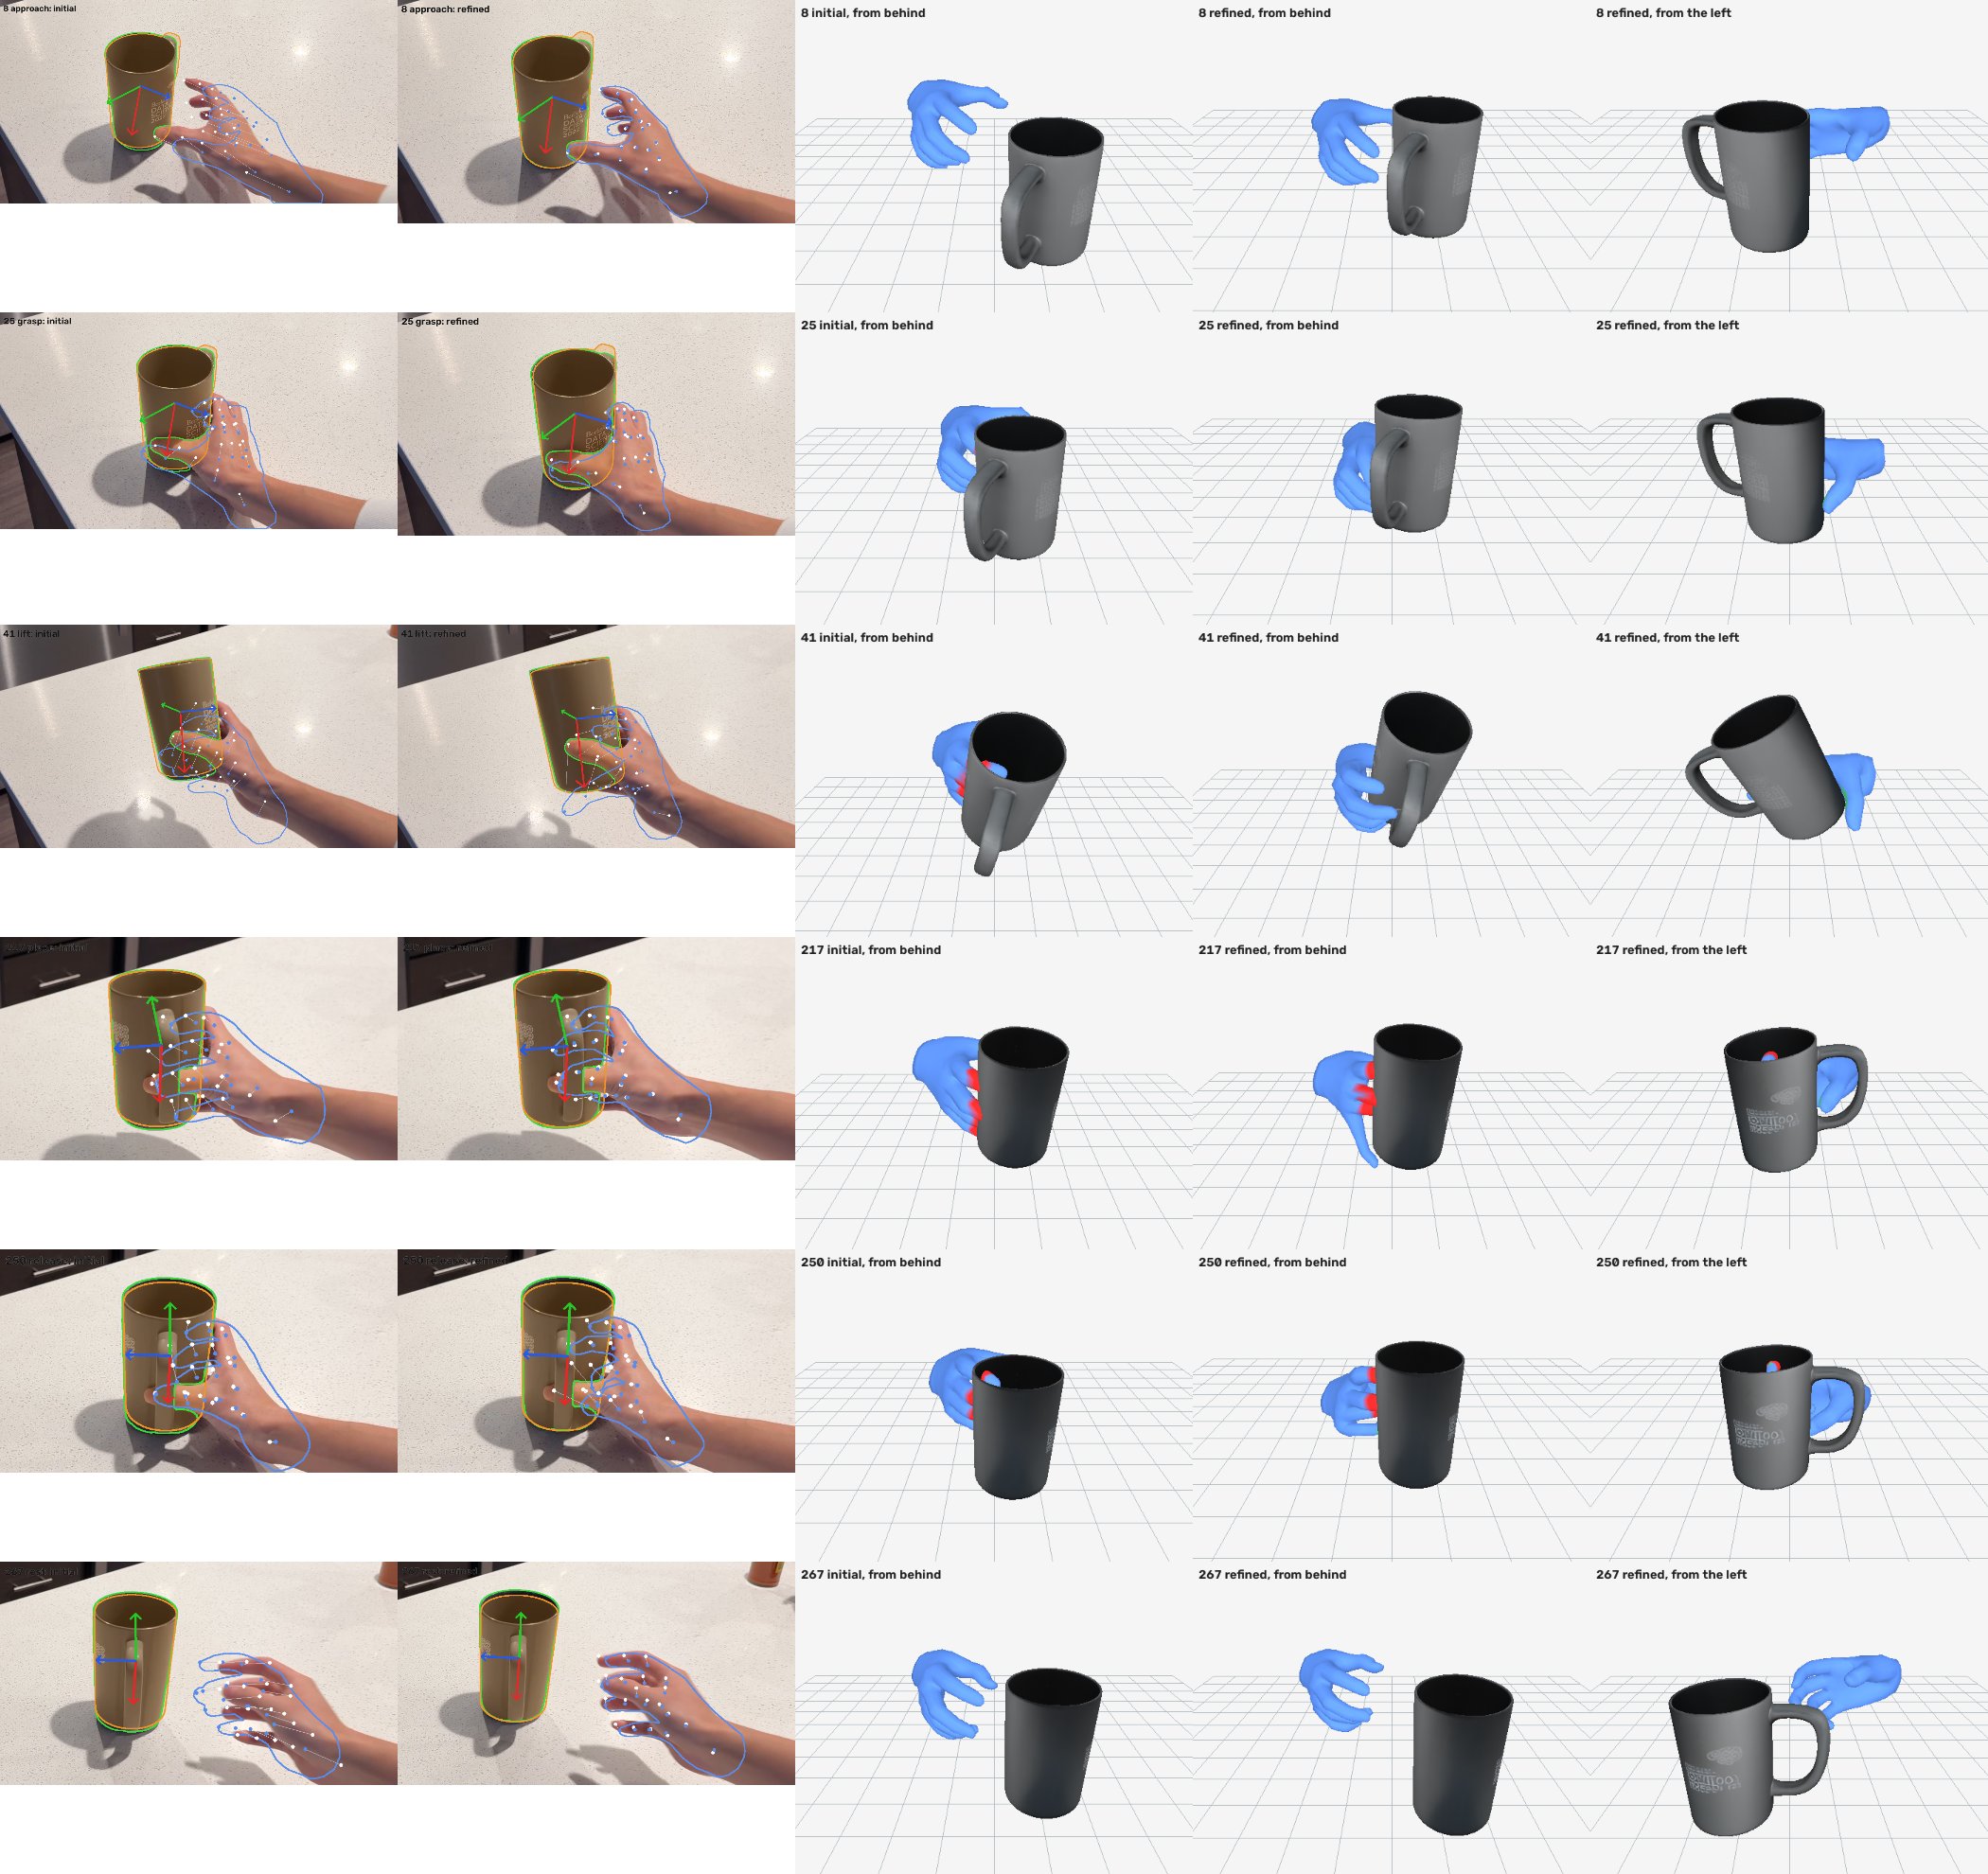 8 approach: initial
8 approach: refined
8 initial, from behind
8 refined, from behind
8 refined, from the left
25 grasp: initial
25 grasp: refined
25 initial, from behind
25 refined, from behind
25 refined, from the left
41 lift: initial
41 lift: refined
41 initial, from behind
41 refined, from behind
41 refined, from the left
217 initial, from behind
217 refined, from behind
217 refined, from the left
250 initial, from behind
250 refined, from behind
250 refined, from the left
267 initial, from behind
267 refined, from behind
267 refined, from the left